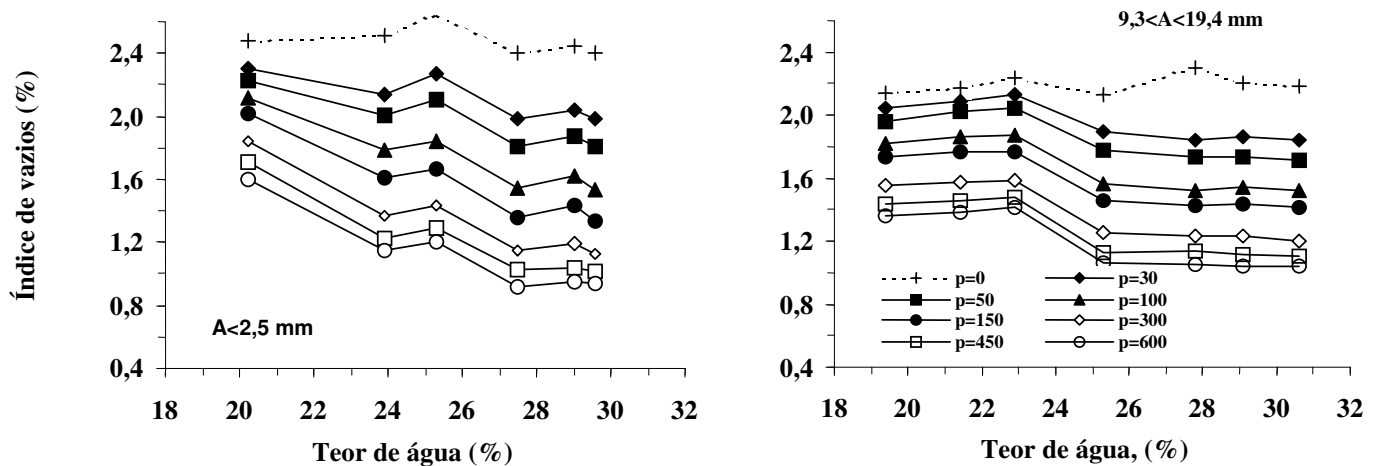 Índice de vazios (%)
2,4
2,0
1,6
1,2
0,8
0,4
A<2,5 mm
18 20 22 24 26 28 30 32
Teor de água (%)
9,3<A<19,4 mm
2,4
2,0
1,6
1,2
0,8
0,4
p=0 p=30
p=50 p=100
p=150 p=300
p=450 p=600
18 20 22 24 26 28 30 32
Teor de água, (%)